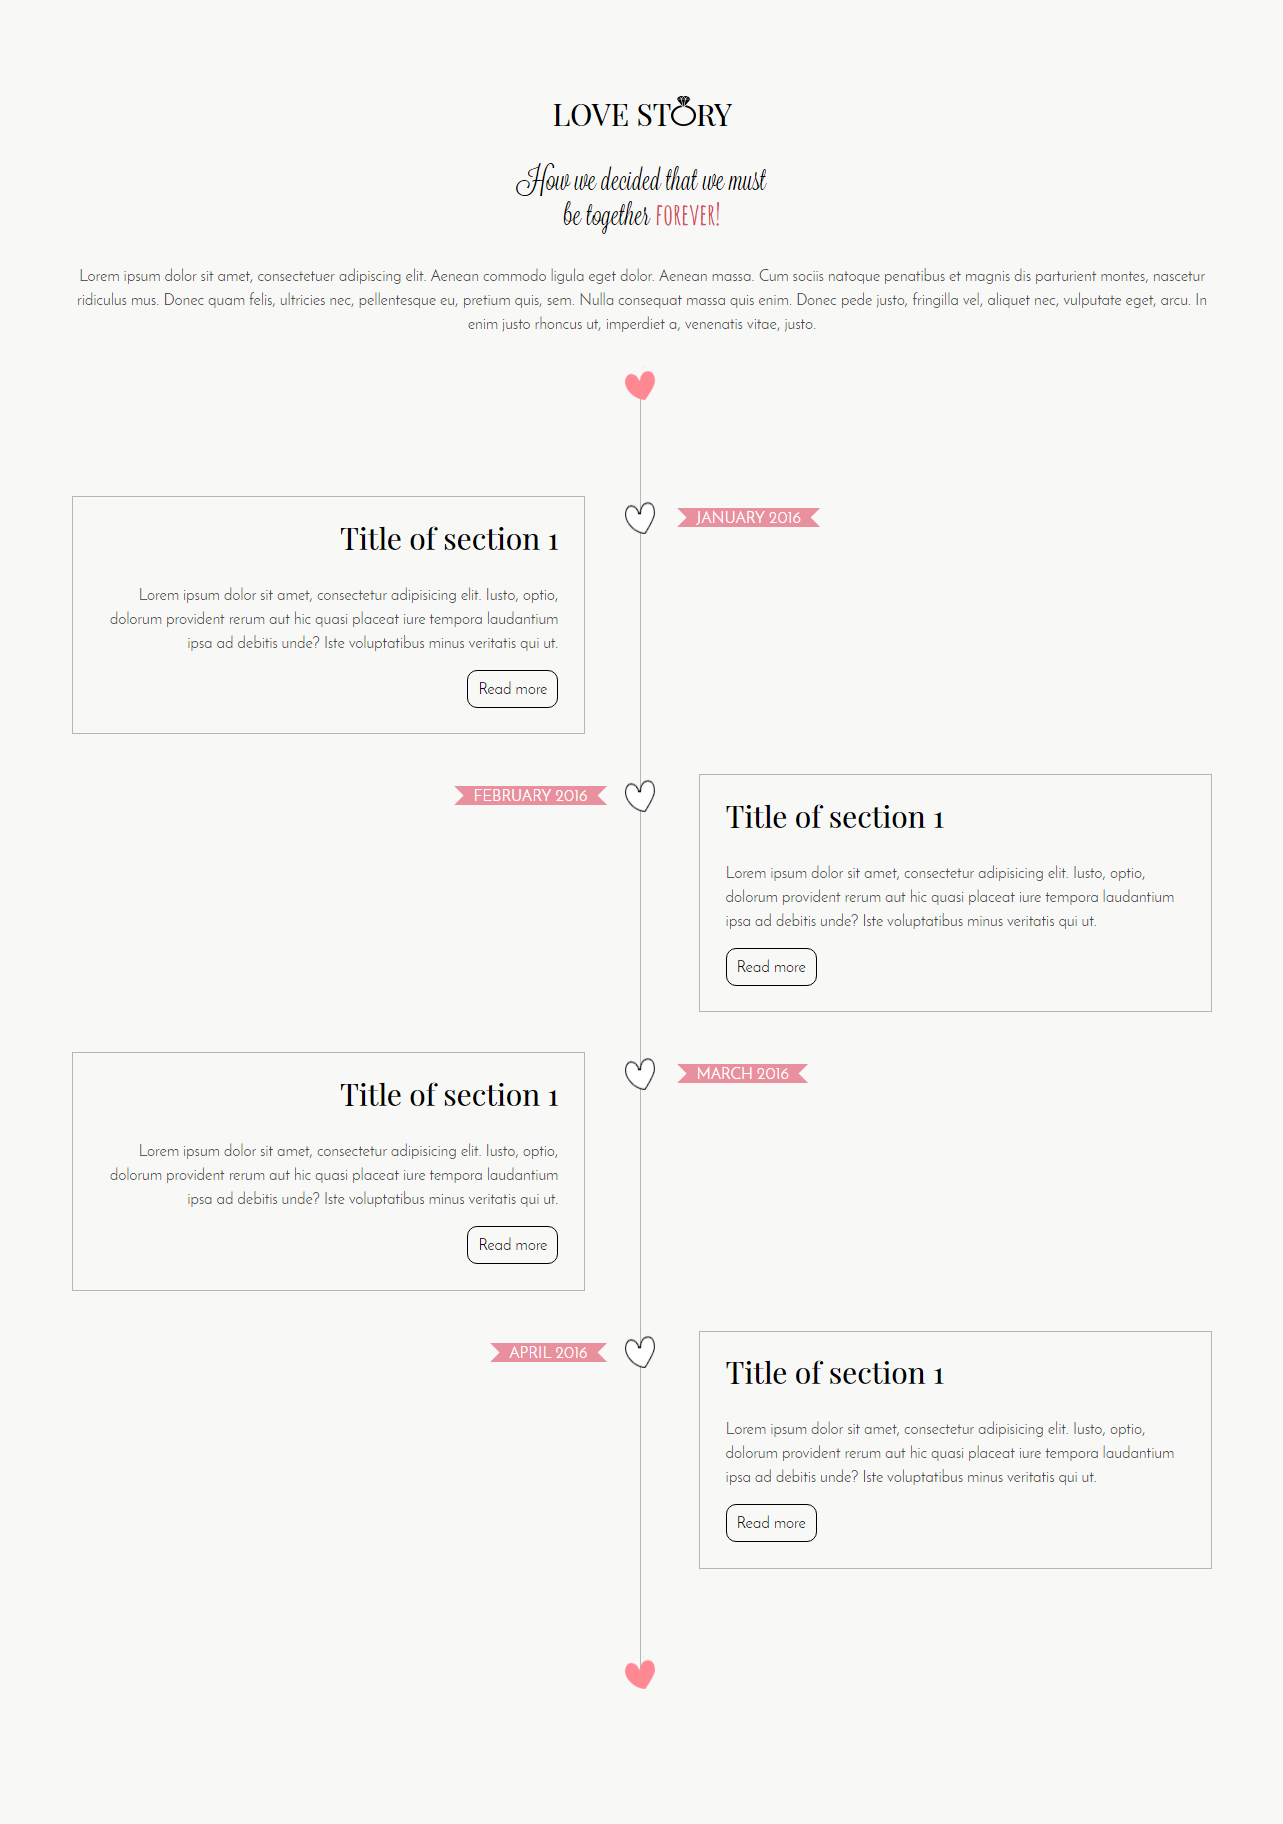 LOVE STORY
How we decided that we must
be together FOREVER!
Lorem ipsum dolor sit amet, consectetuer adipiscing elit. Aenean commodo ligula eget dolor. Aenean massa. Cum sociis natoque penatibus et magnis dis parturient montes, nascetur
ridiculus mus. Donec quam felis, ultricies nec, pellentesque eu, pretium quis, sem. Nulla consequat massa quis enim. Donec pede justo, fringilla vel, aliquet nec, vulputate eget, arcu. In
enim justo rhoncus ut, imperdiet a, venenatis vitae, justo.
JANUARY 2016
Title of section 1
Lorem ipsum dolor sit amet, consectetur adipisicing elit. Iusto, optio,
dolorum provident rerum aut hic quasi placeat iure tempora laudantium
ipsa ad debitis unde? Iste voluptatibus minus veritatis qui ut.
Read more
FEBRUARY 2016
Title of section 1
Lorem ipsum dolor sit amet, consectetur adipisicing elit. Iusto, optio,
dolorum provident rerum aut hic quasi placeat iure tempora laudantium
ipsa ad debitis unde? Iste voluptatibus minus veritatis qui ut.
Read more
MARCH 2016
Title of section 1
Lorem ipsum dolor sit amet, consectetur adipisicing elit. Iusto, optio,
dolorum provident rerum aut hic quasi placeat iure tempora laudantium
ipsa ad debitis unde? Iste voluptatibus minus veritatis qui ut.
Read more
APRIL 2016
Title of section 1
Lorem ipsum dolor sit amet, consectetur adipisicing elit. Iusto, optio,
dolorum provident rerum aut hic quasi placeat iure tempora laudantium
ipsa ad debitis unde? Iste voluptatibus minus veritatis qui ut.
Read more